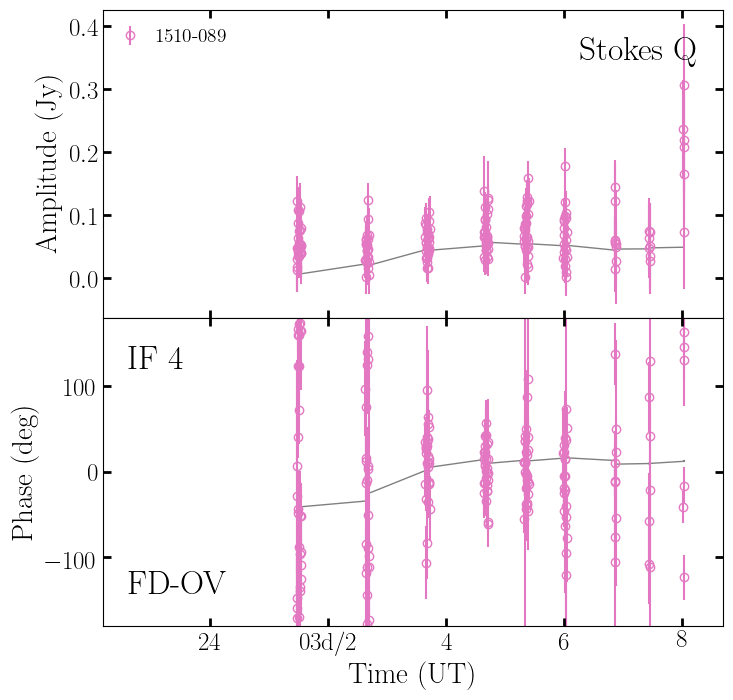 1510-089
Stokes Q
Amplitude (Jy)
0.4
0.3
0.2
0.1
0.0
IF 4
FD-OV
Phase (deg)
100
0
−100
24 03d/2 4 6 8
Time (UT)